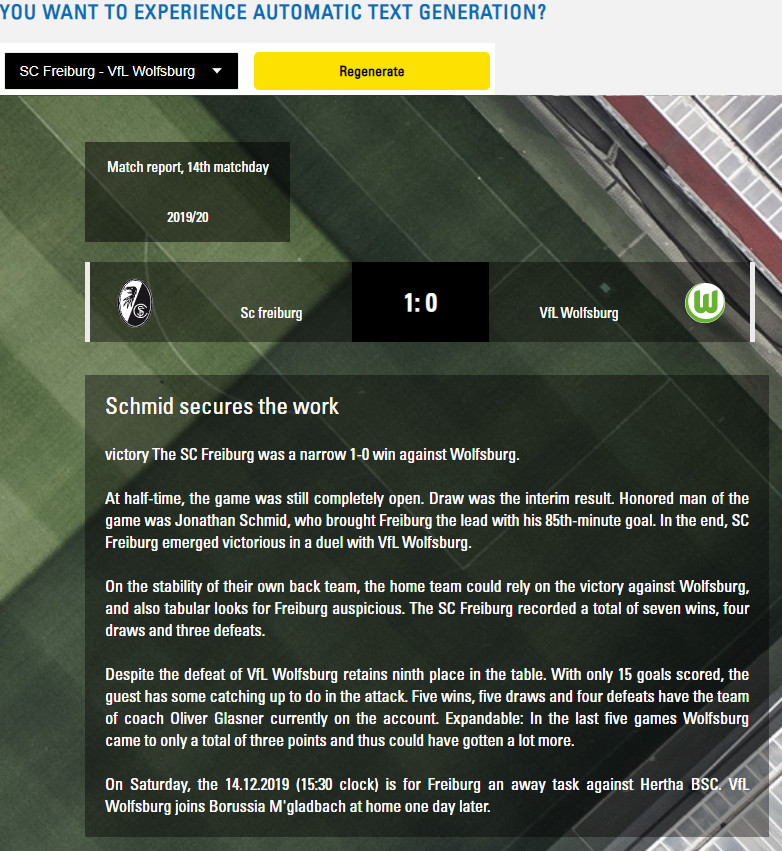 YOU WANT TO EXPERIENCE AUTOMATIC TEXT GENERATION?
SC Freiburg - VfL Wolfsburg
Regenerate
Match report, 14th matchday
2019/20
Sc freiburg
1: 0
VfL Wolfsburg
Schmid secures the work
victory The SC Freiburg was a narrow 1-0 win against Wolfsburg.
At half-time, the game was still completely open. Draw was the interim result. Honored man of the
game was Jonathan Schmid, who brought Freiburg the lead with his 85th-minute goal. In the end, SC
Freiburg emerged victorious in a duel with VfL Wolfsburg.
On the stability of their own back team, the home team could rely on the victory against Wolfsburg,
and also tabular looks for Freiburg auspicious. The SC Freiburg recorded a total of seven wins, four
draws and three defeats.
Despite the defeat of VfL Wolfsburg retains ninth place in the table. With only 15 goals scored, the
guest has some catching up to do in the attack. Five wins, five draws and four defeats have the team
of coach Oliver Glasner currently on the account. Expandable: In the last five games Wolfsburg
came to only a total of three points and thus could have gotten a lot more.
On Saturday, the 14.12.2019 (15:30 clock) is for Freiburg an away task against Hertha BSC. VfL
Wolfsburg joins Borussia M'gladbach at home one day later.